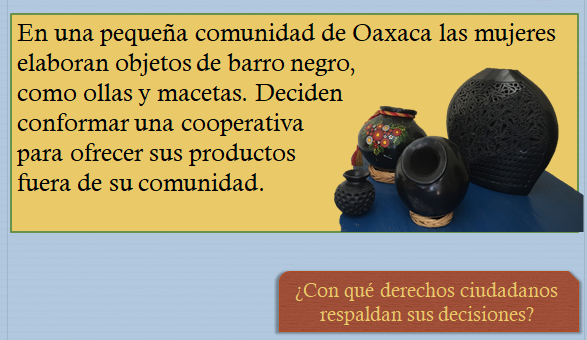 En una pequeña comunidad de Oaxaca las mujeres
elaboran objetos de barro negro,
como ollas y macetas. Deciden
conformar una cooperativa
para ofrecer sus productos
fuera de su comunidad.
¿Con qué derechos ciudadanos
respaldan sus decisiones?